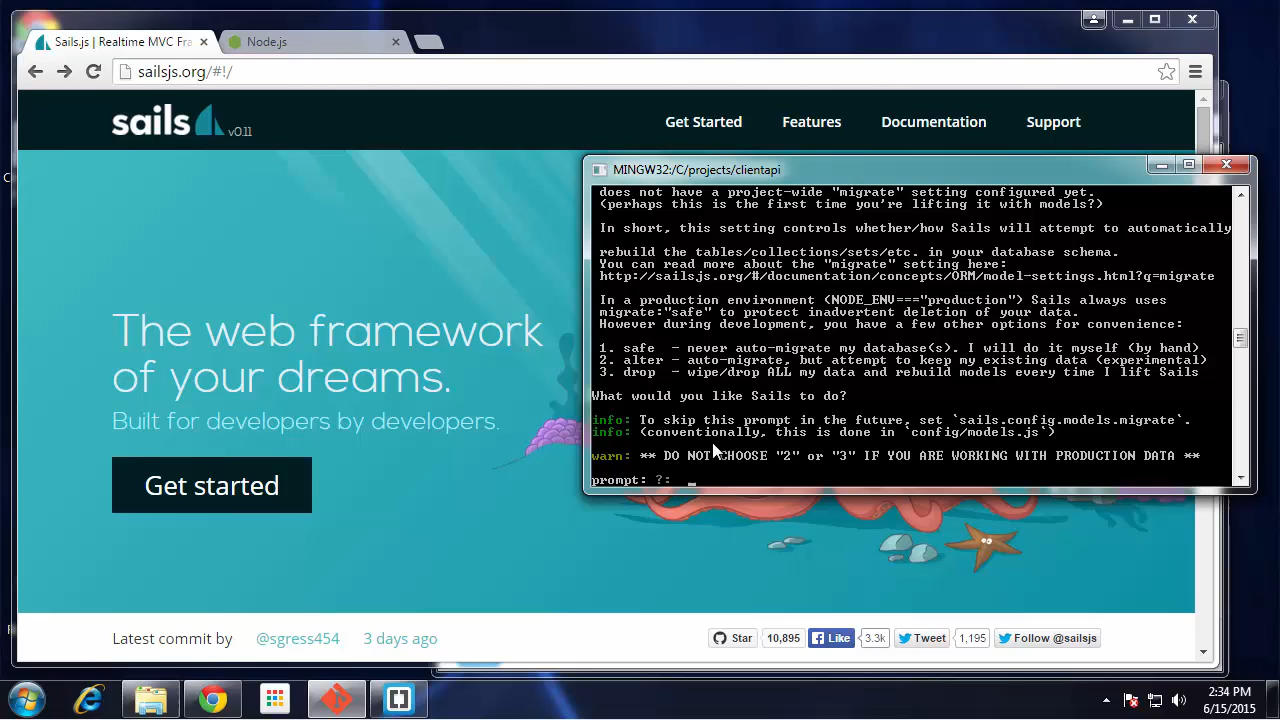 Sails.js | Realtime MVC Fra
Node.js
sailsjs.org/#!/
sails v0.11
Get Started
Features
Documentation
Support
MINGW32:/C/projects/clientapi
does not have a project-wide "migrate" setting configured yet.
(perhaps this is the first time you're lifting it with models?)
In short, this setting controls whether/how Sails will attempt to automatically
rebuild the tables/collections/sets/etc. in your database schema.
You can read more about the "migrate" setting here:
http://sailsjs.org/#/documentation/concepts/ORM/model-settings.html?q=migrate
In a production environment (NODE_ENV==="production") Sails always uses
migrate:"safe" to protect inadvertent deletion of your data.
However during development, you have a few other options for convenience:
1. safe - never auto-migrate my database(s). I will do it myself (by hand)
2. alter - auto-migrate, but attempt to keep my existing data (experimental)
3. drop - wipe/drop ALL my data and rebuild models every time I lift Sails
What would you like Sails to do?
info: To skip this prompt in the future, set `sails.config.models.migrate`.
info: (conventionally, this is done in `config/models.js`)
warn: ** DO NOT CHOOSE "2" or "3" IF YOU ARE WORKING WITH PRODUCTION DATA **
prompt: ?:
The web framework
of your dreams.
Built for developers by developers.
Get started
Latest commit by @sgress454 3 days ago
Star 10,895
Like 3.3k
Tweet 1,195
Follow @sailsjs
2:34 PM
6/15/2015